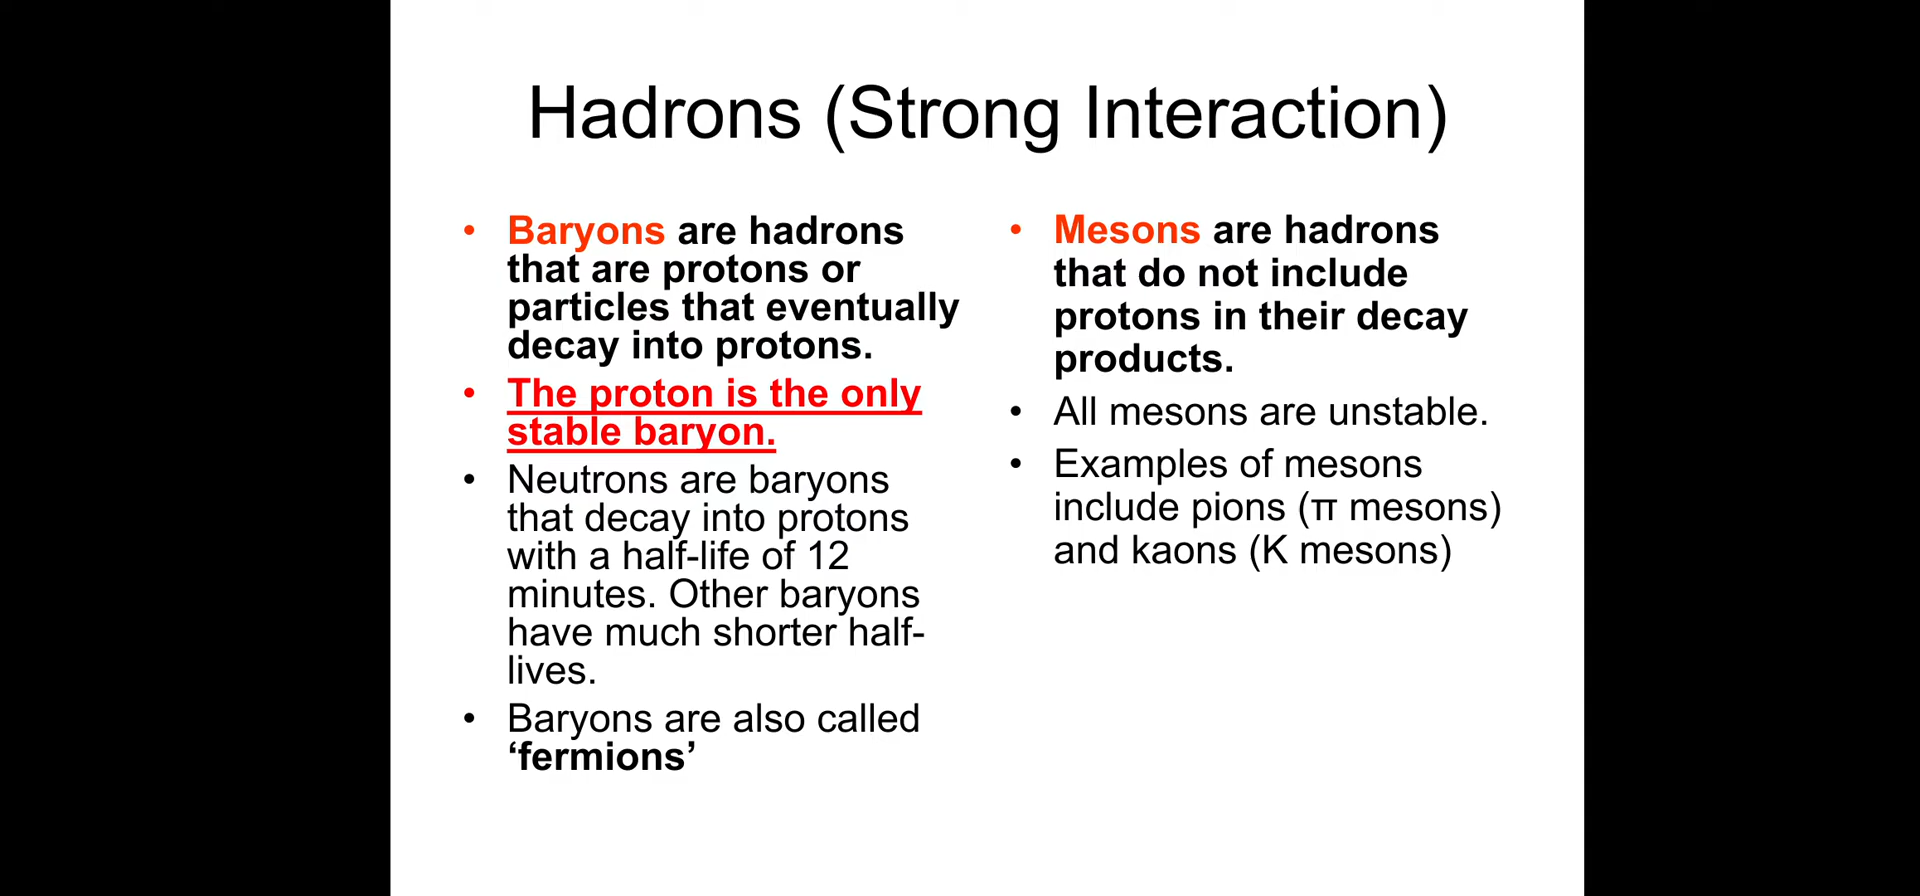 Hadrons (Strong Interaction)
• Baryons are hadrons
that are protons or
particles that eventually
decay into protons.
• The proton is the only
stable baryon.
• Neutrons are baryons
that decay into protons
with a half-life of 12
minutes. Other baryons
have much shorter half-
lives.
• Baryons are also called
‘fermions’
• Mesons are hadrons
that do not include
protons in their decay
products.
• All mesons are unstable.
• Examples of mesons
include pions (π mesons)
and kaons (K mesons)